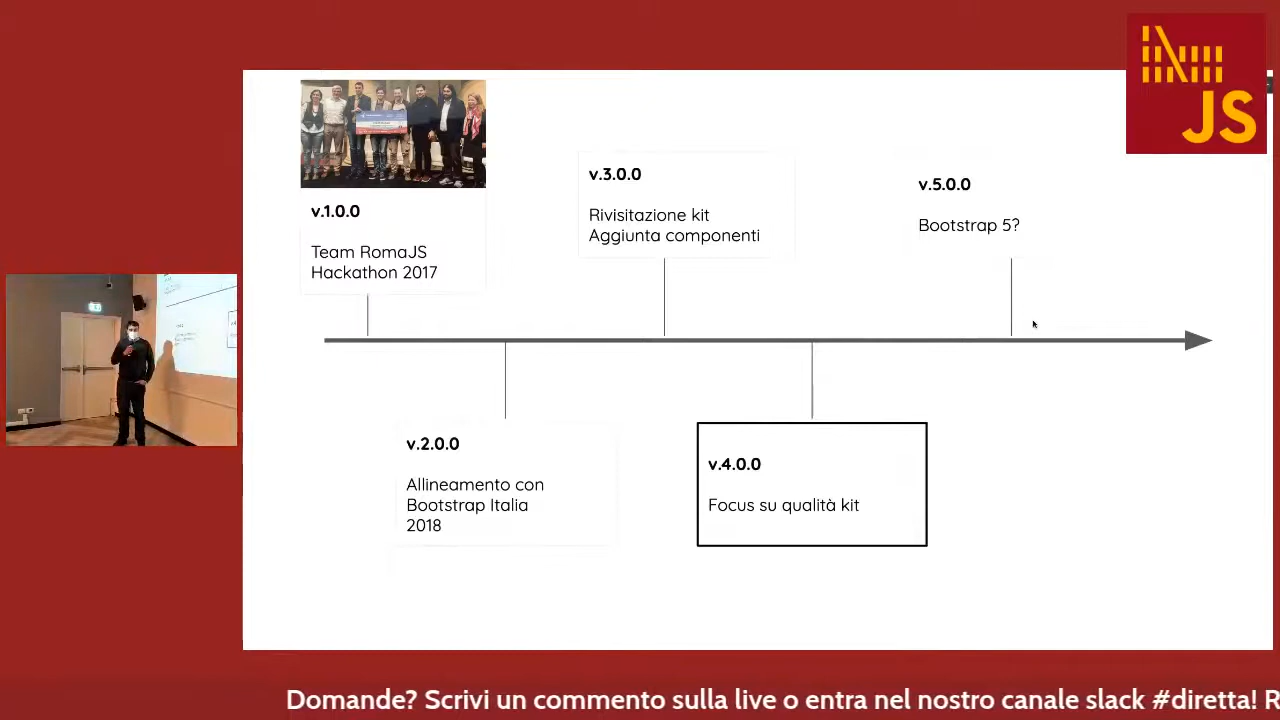 JS
v.1.0.0
Team RomaJS
Hackathon 2017
v.3.0.0
Rivisitazione kit
Aggiunta componenti
v.5.0.0
Bootstrap 5?
v.2.0.0
Allineamento con
Bootstrap Italia
2018
v.4.0.0
Focus su qualità kit
Domande? Scrivi un commento sulla live o entra nel nostro canale slack #diretta! R